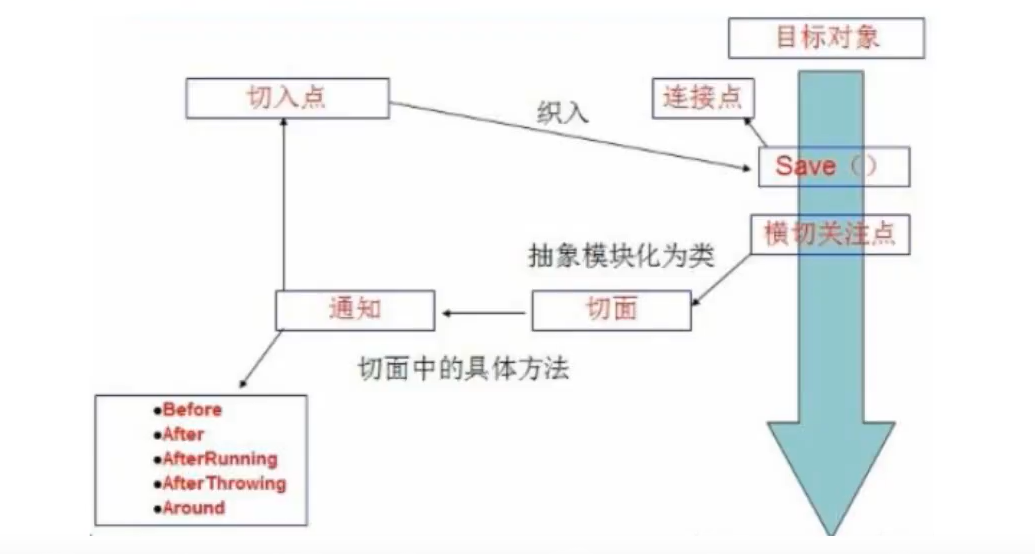 目标对象
切入点
织入
连接点
Save（）
横切关注点
抽象模块化为类
通知
切面
切面中的具体方法
•Before
•After
•AfterRunning
•AfterThrowing
•Around